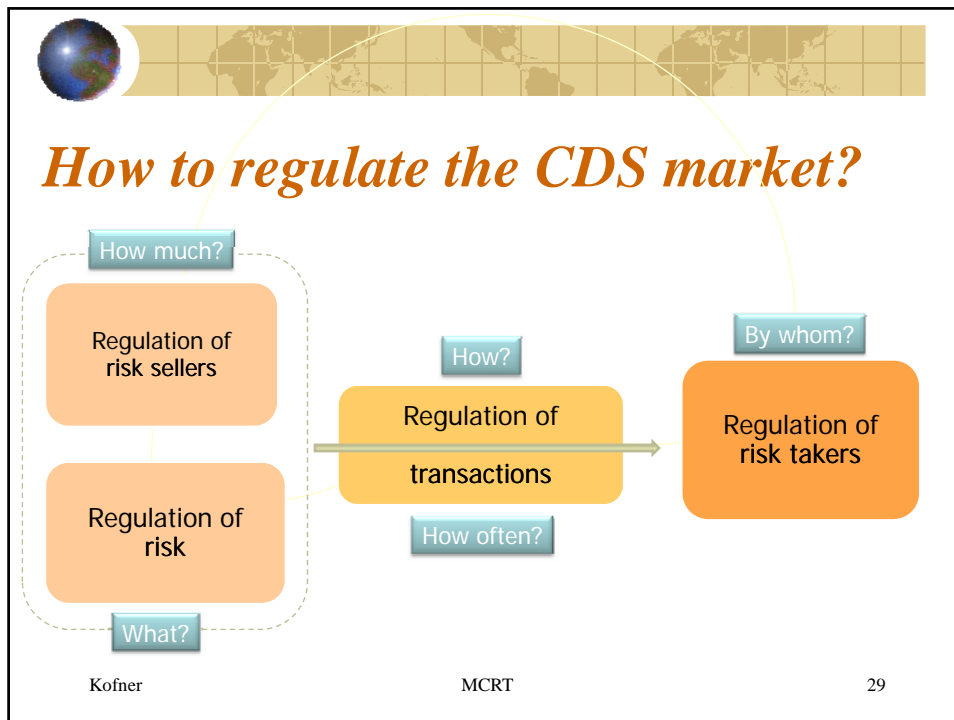 How to regulate the CDS market?
How much?
Regulation of
risk sellers
Regulation of
risk
What?
How?
Regulation of
transactions
How often?
By whom?
Regulation of
risk takers
Kofner
MCRT
29